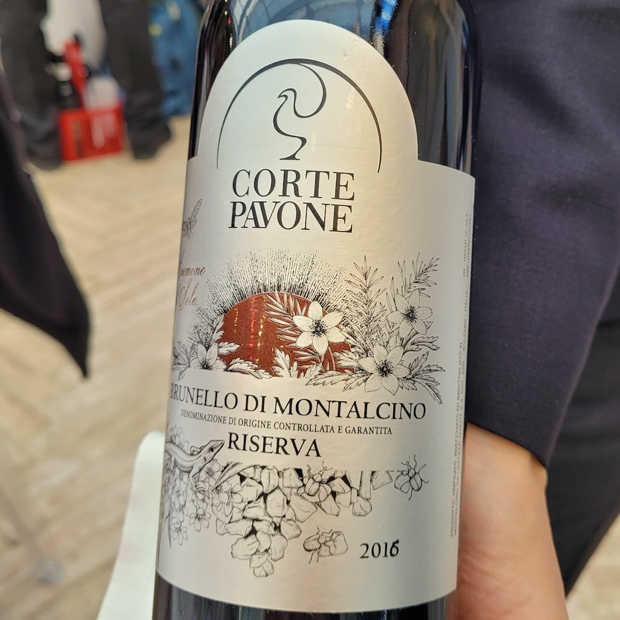 CORTE
PAVONE
BRUNELLO DI MONTALCINO
DENOMINAZIONE DI ORIGINE CONTROLLATA E GARANTITA
RISERVA
2016